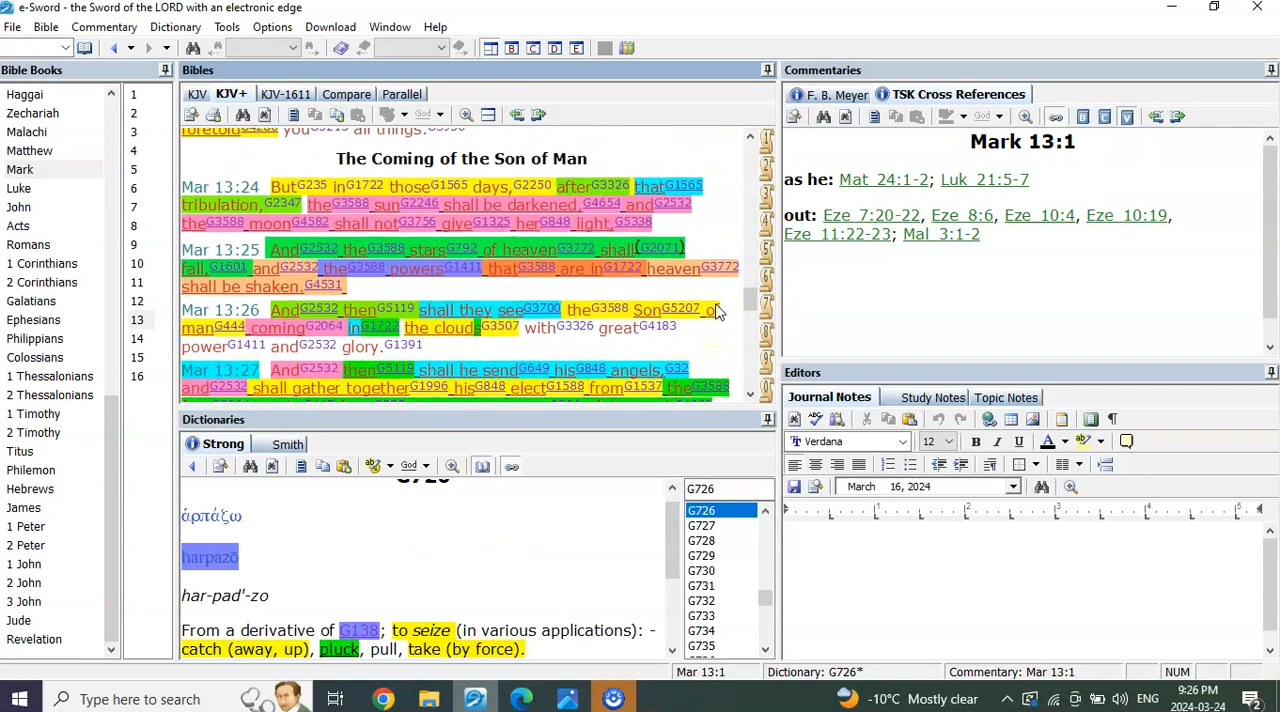 e-Sword - the Sword of the LORD with an electronic edge
File Bible Commentary Dictionary Tools Options Download Window Help
B C D E
Bible Books
Haggai
Zechariah
Malachi
Matthew
Mark
Luke
John
Acts
Romans
1 Corinthians
2 Corinthians
Galatians
Ephesians
Philippians
Colossians
1 Thessalonians
2 Thessalonians
1 Timothy
2 Timothy
Titus
Philemon
Hebrews
James
1 Peter
2 Peter
1 John
2 John
3 John
Jude
Revelation
1
2
3
4
5
6
7
8
9
10
11
12
13
14
15
16
Bibles
KJV KJV+ KJV-1611 Compare Parallel
God
foretoldG4280 youG5213 all things.G3956
The Coming of the Son of Man
Mar 13:24 ButG235 inG1722 thoseG1565 days,G2250 afterG3326 thatG1565
tribulation,G2347 theG3588 sunG2246 shall be darkened,G4654 andG2532
theG3588 moonG4582 shall notG3756 giveG1325 herG848 light,G5338
Mar 13:25 AndG2532 theG3588 starsG792 of heavenG3772 shall(G2071)
fall,G1601 andG2532 theG3588 powersG1411 thatG3588 are inG1722 heavenG3772
shall be shaken.G4531
Mar 13:26 AndG2532 thenG5119 shall they seeG3700 theG3588 SonG5207 o
manG444 comingG2064 inG1722 the cloudsG3507 withG3326 greatG4183
powerG1411 andG2532 glory.G1391
Mar 13:27 AndG2532 thenG5119 shall he sendG649 hisG848 angels,G32
andG2532 shall gather togetherG1996 hisG848 electG1588 fromG1537 theG3588
Dictionaries
Strong Smith
God
G726
ἁρπάζω
harpazō
har-pad'-zo
From a derivative of G138; to seize (in various applications): -
catch (away, up), pluck, pull, take (by force).
G726
G726
G727
G728
G729
G730
G731
G732
G733
G734
G735
Commentaries
F. B. Meyer TSK Cross References
God B C V
Mark 13:1
as he: Mat 24:1-2; Luk 21:5-7
out: Eze 7:20-22, Eze 8:6, Eze 10:4, Eze 10:19,
Eze 11:22-23; Mal 3:1-2
Editors
Journal Notes Study Notes Topic Notes
Verdana 12 B I U A
March 16, 2024
1 2 3 4 5
Mar 13:1 Dictionary: G726* Commentary: Mar 13:1 NUM
Type here to search
-10°C Mostly clear ENG 9:26 PM
2024-03-24 2